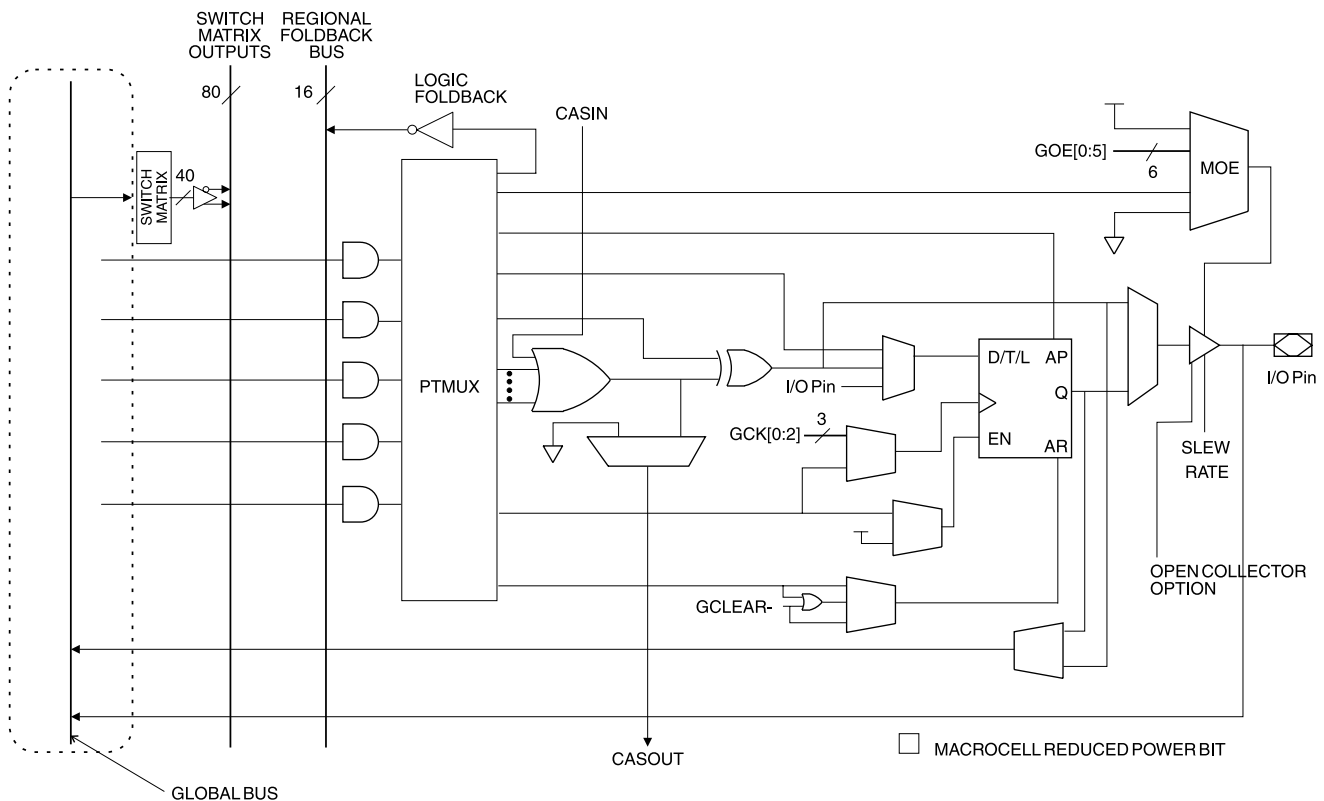 SWITCH
MATRIX
OUTPUTS
REGIONAL
FOLDBACK
BUS
80
16
LOGIC
FOLDBACK
CASIN
GOE[0:5]
6
MOE
SWITCH
MATRIX
40
PTMUX
D/T/L
AP
Q
EN
AR
I/O Pin
I/O Pin
GCK[0:2]
3
SLEW
RATE
OPEN COLLECTOR
OPTION
GCLEAR-
CASOUT
MACROCELL REDUCED POWER BIT
GLOBAL BUS